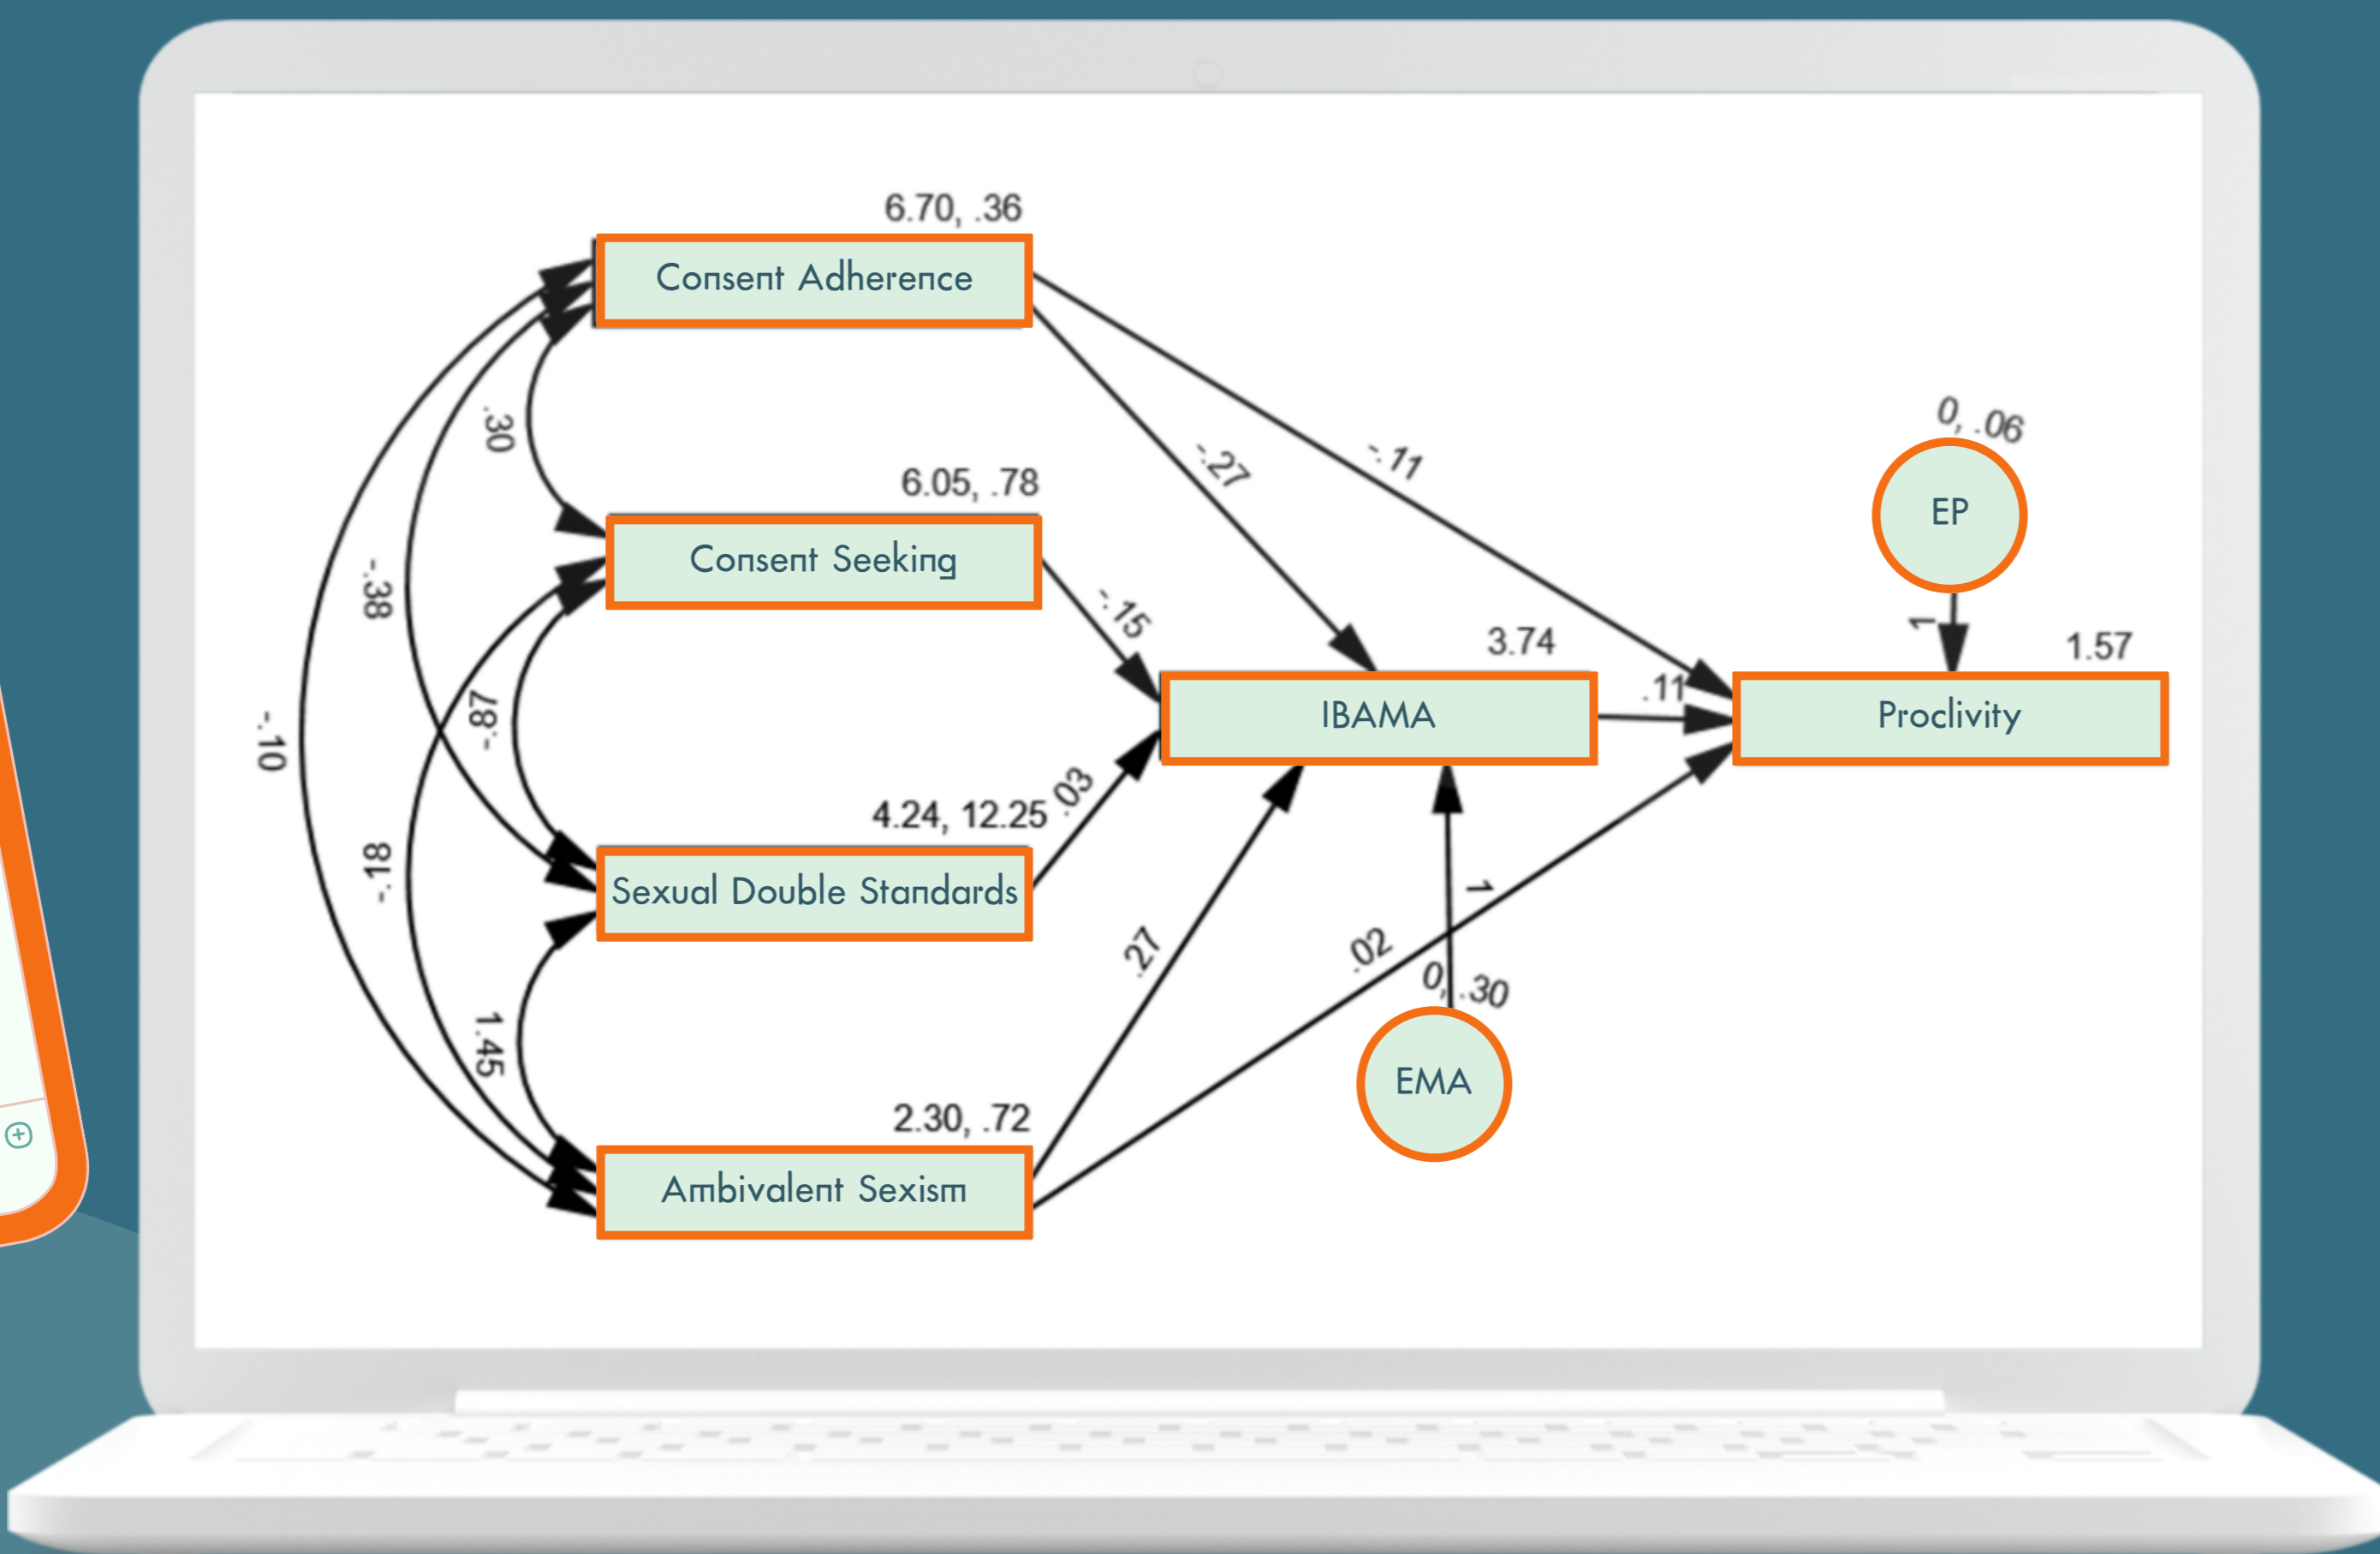 6.70, .36
Consent Adherence
0, .06
.30
-.27
-.11
6.05, .78
EP
Consent Seeking
-.38
-.15
1
3.74
1.57
-.10
-.87
.11
IBAMA
Proclivity
4.24, 12.25
.03
-.18
Sexual Double Standards
1
.27
.02
0, .30
1.45
2.30, .72
EMA
Ambivalent Sexism